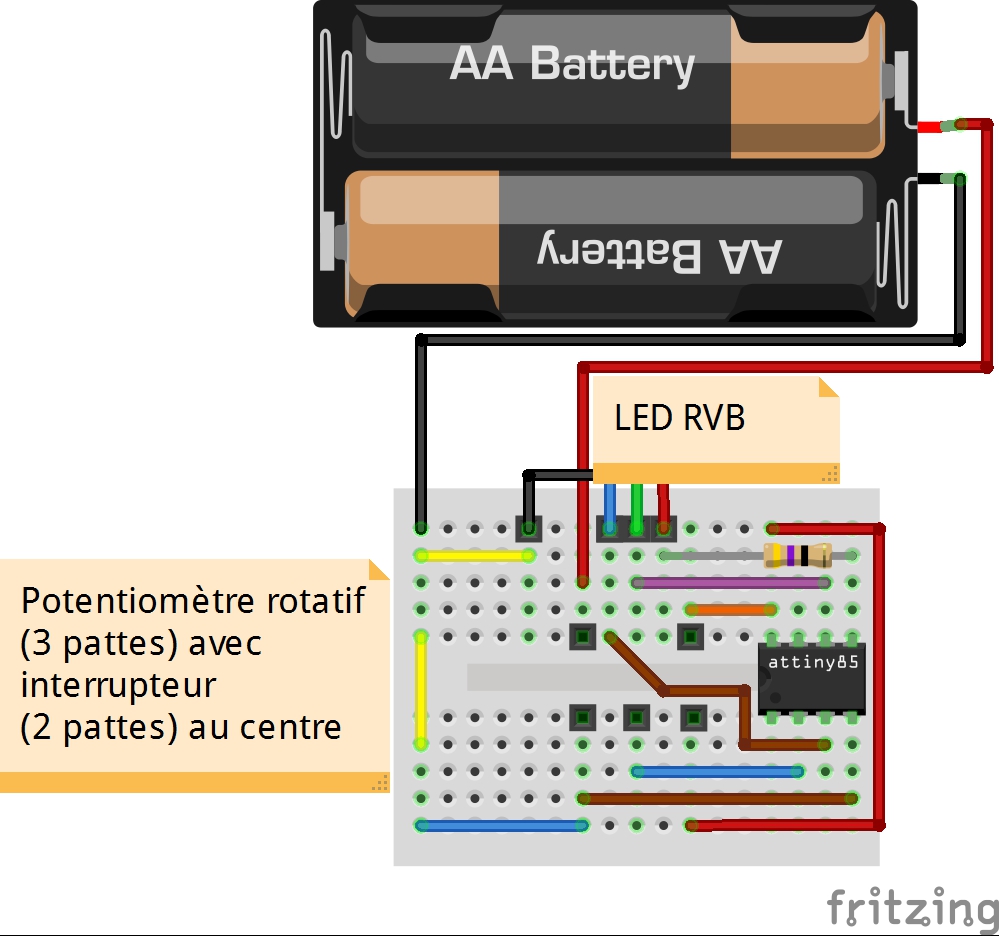 AA Battery
AA Battery
LED RVB
Potentiomètre rotatif
(3 pattes) avec
interrupteur
(2 pattes) au centre
attiny85
fritzing